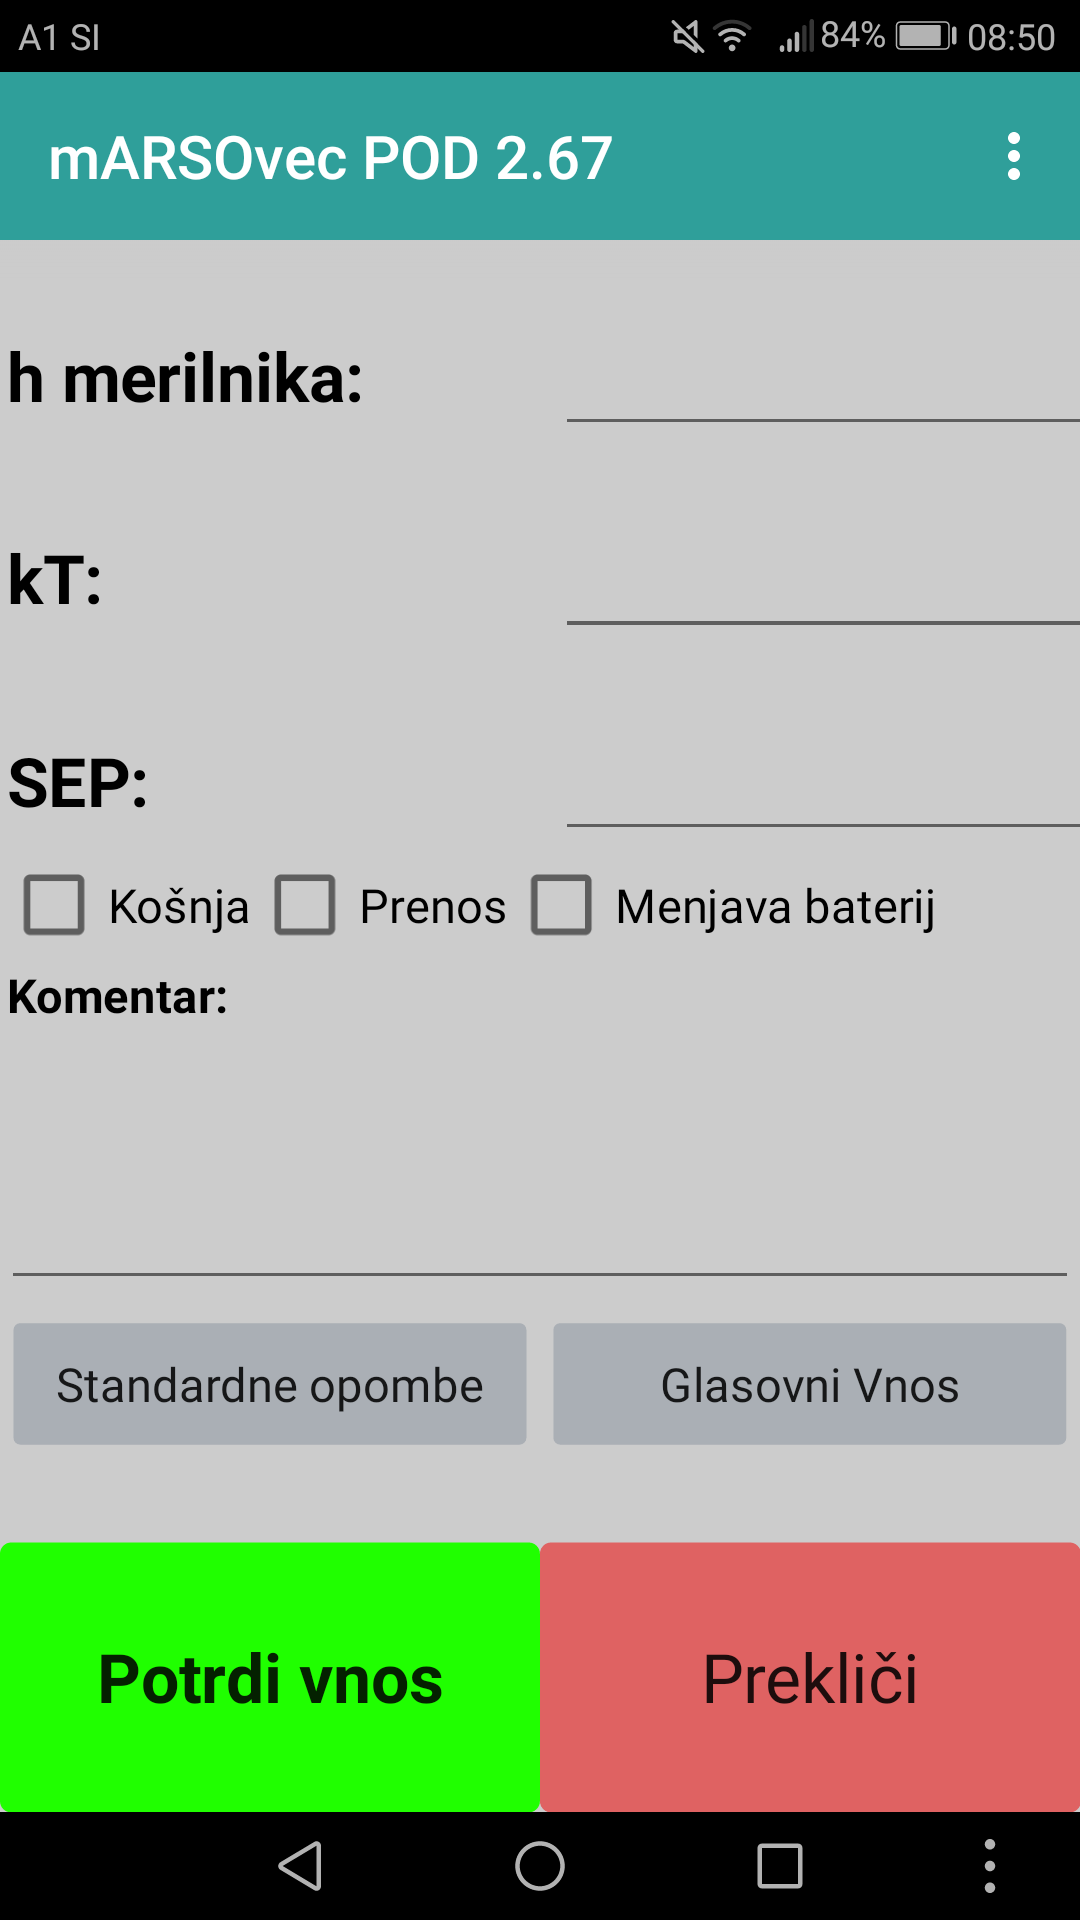 A1 SI 84% 08:50
mARSOvec POD 2.67
h merilnika:
kT:
SEP:
Košnja Prenos Menjava baterij
Komentar:
Standardne opombe Glasovni Vnos
Potrdi vnos Prekliči